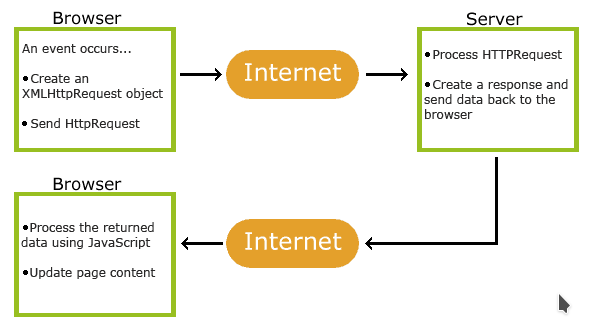 Browser
An event occurs...
•Create an
XMLHttpRequest object
•Send HttpRequest
Internet
Server
•Process HTTPRequest
•Create a response and
send data back to the
browser
Browser
•Process the returned
data using JavaScript
•Update page content
Internet